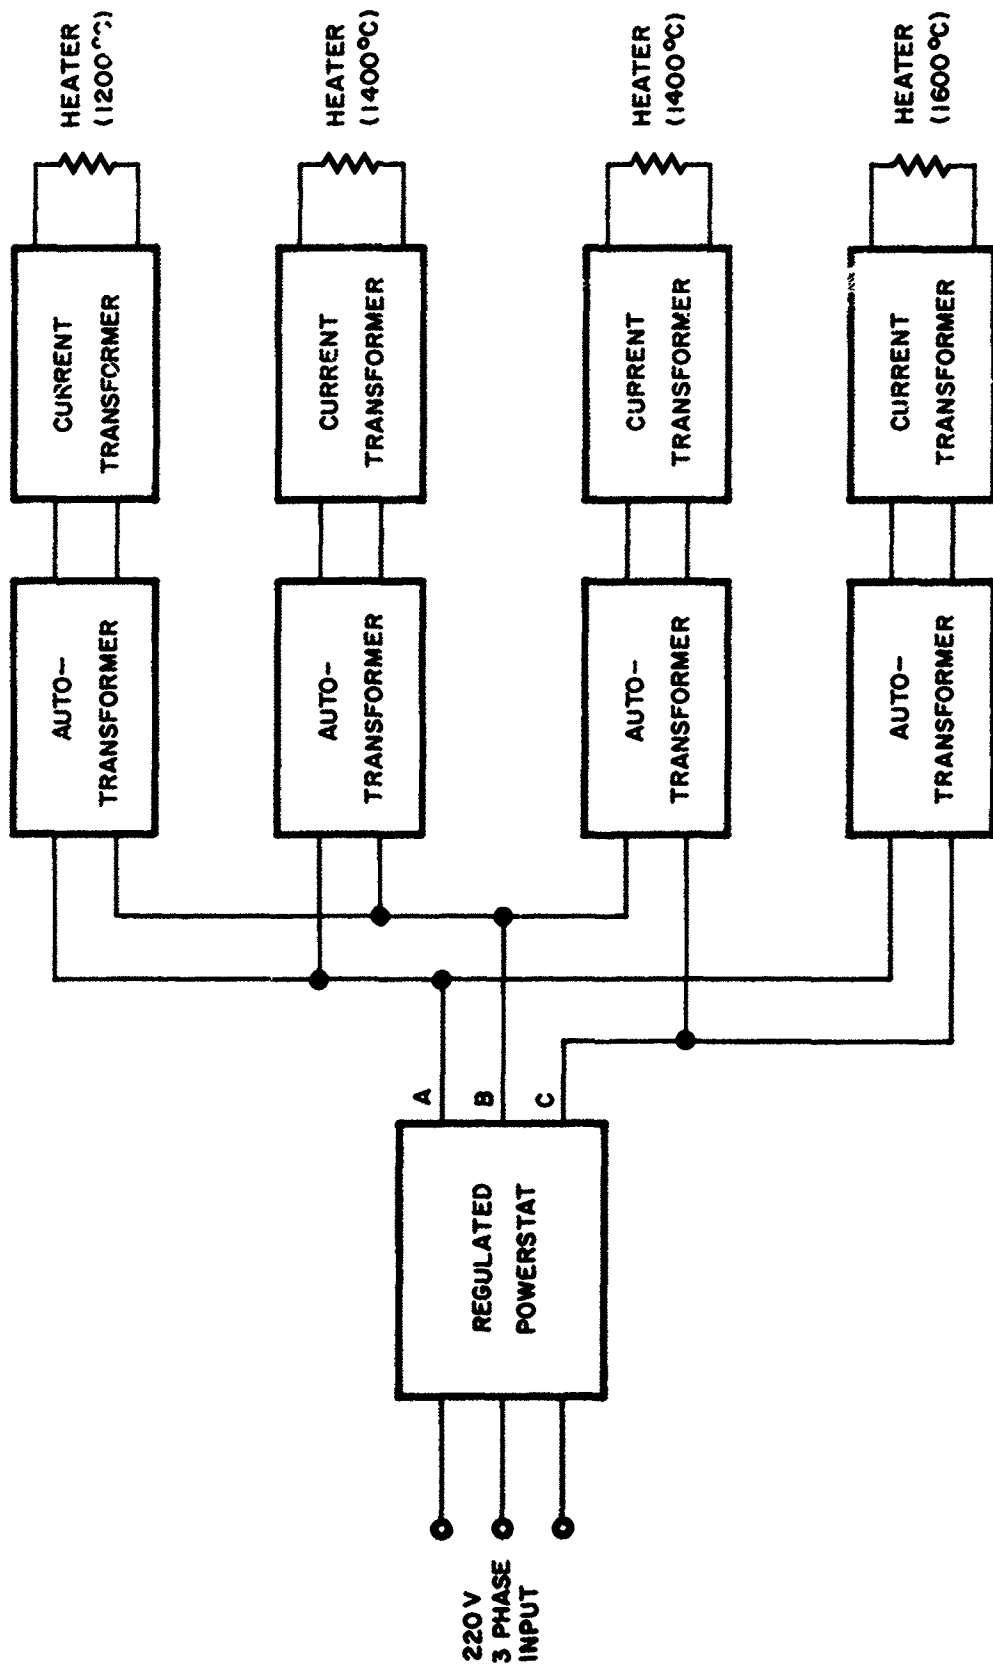 220V
3 PHASE
INPUT
REGULATED
POWERSTAT
A
B
C
AUTO-
TRANSFORMER
CURRENT
TRANSFORMER
HEATER
(1200°C)
AUTO-
TRANSFORMER
CURRENT
TRANSFORMER
HEATER
(1400°C)
AUTO-
TRANSFORMER
CURRENT
TRANSFORMER
HEATER
(1400°C)
AUTO-
TRANSFORMER
CURRENT
TRANSFORMER
HEATER
(1600°C)